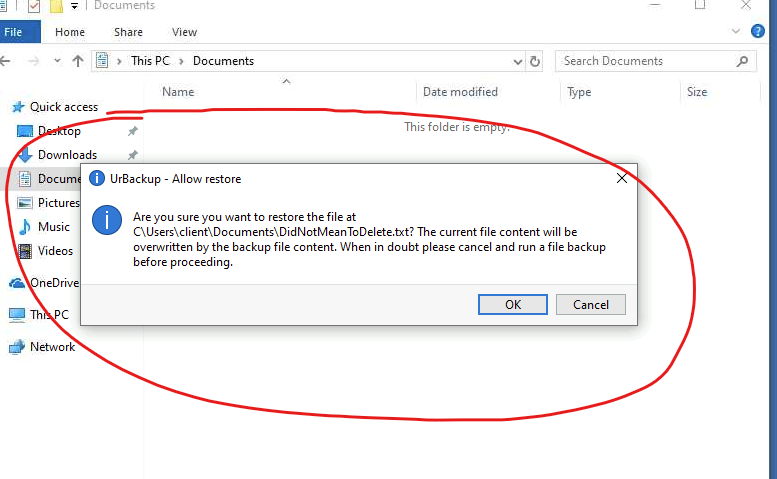 Documents
File Home Share View
This PC Documents
Search Documents
Name Date modified Type Size
Quick access
This folder is empty.
Desktop
Downloads
Docume
Pictures
Music
Videos
OneDrive
This PC
Network
UrBackup - Allow restore
Are you sure you want to restore the file at
C\Users\client\Documents\DidNotMeanToDelete.txt? The current file content will be
overwritten by the backup file content. When in doubt please cancel and run a file backup
before proceeding.
OK Cancel